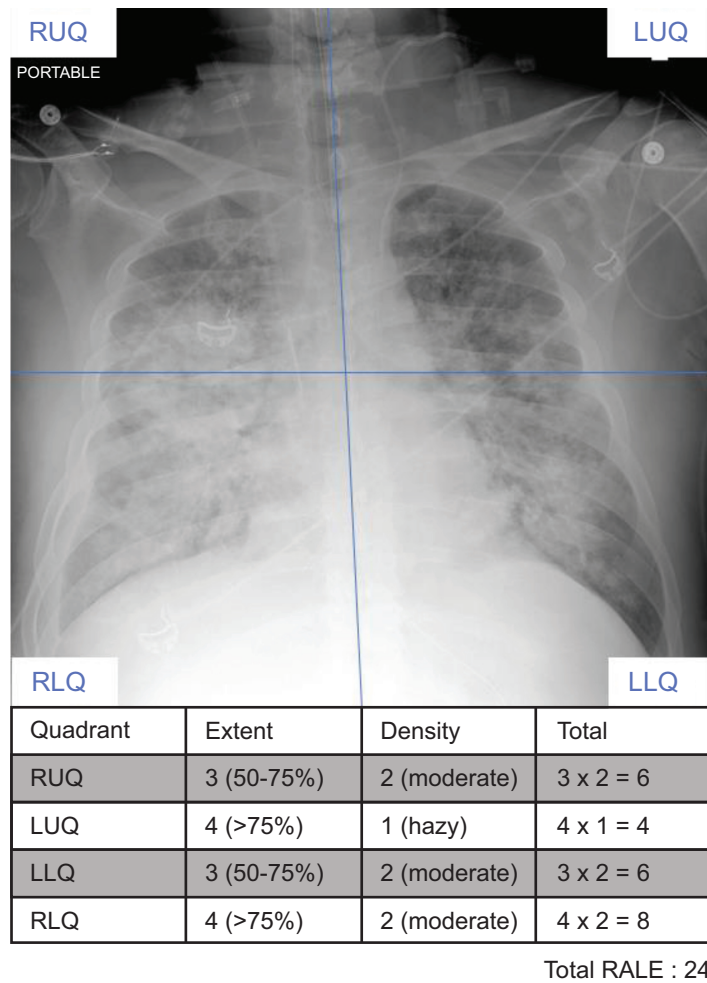 RUQ LUQ
PORTABLE
RLQ LLQ
Quadrant Extent Density Total
RUQ 3 (50-75%) 2 (moderate) 3 x 2 = 6
LUQ 4 (>75%) 1 (hazy) 4 x 1 = 4
LLQ 3 (50-75%) 2 (moderate) 3 x 2 = 6
RLQ 4 (>75%) 2 (moderate) 4 x 2 = 8
Total RALE : 24